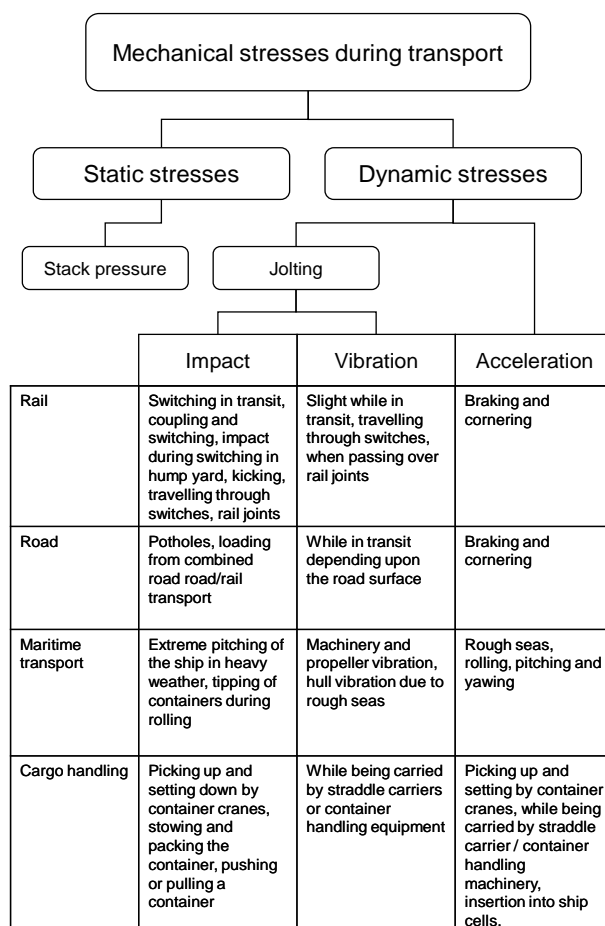 Mechanical stresses during transport
Static stresses
Dynamic stresses
Stack pressure
Jolting
Impact
Vibration
Acceleration
Rail
Switching in transit,
coupling and
switching, impact
during switching in
hump yard, kicking,
travelling through
switches, rail joints
Slight while in
transit, travelling
through switches,
when passing over
rail joints
Braking and
cornering
Road
Potholes, loading
from combined
road road/rail
transport
While in transit
depending upon
the road surface
Braking and
cornering
Maritime
transport
Extreme pitching of
the ship in heavy
weather, tipping of
containers during
rolling
Machinery and
propeller vibration,
hull vibration due to
rough seas
Rough seas,
rolling, pitching and
yawing
Cargo handling
Picking up and
setting down by
container cranes,
stowing and
packing the
container, pushing
or pulling a
container
While being carried
by straddle carriers
or container
handling equipment
Picking up and
setting by container
cranes, while being
carried by straddle
carrier / container
handling
machinery,
insertion into ship
cells.